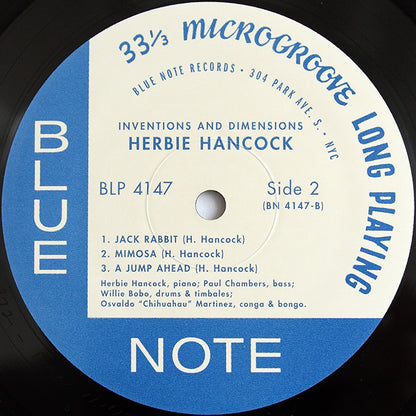 33⅓ MICROGROOVE LONG PLAYING
BLUE NOTE RECORDS • 304 PARK AVE. S. • NYC
INVENTIONS AND DIMENSIONS
HERBIE HANCOCK
BLP 4147
Side 2
(BN 4147-B)
1. JACK RABBIT (H. Hancock)
2. MIMOSA (H. Hancock)
3. A JUMP AHEAD (H. Hancock)
Herbie Hancock, piano; Paul Chambers, bass;
Willie Bobo, drums & timbales;
Osvaldo "Chihuahau" Martinez, conga & bongo.
BLUE
NOTE